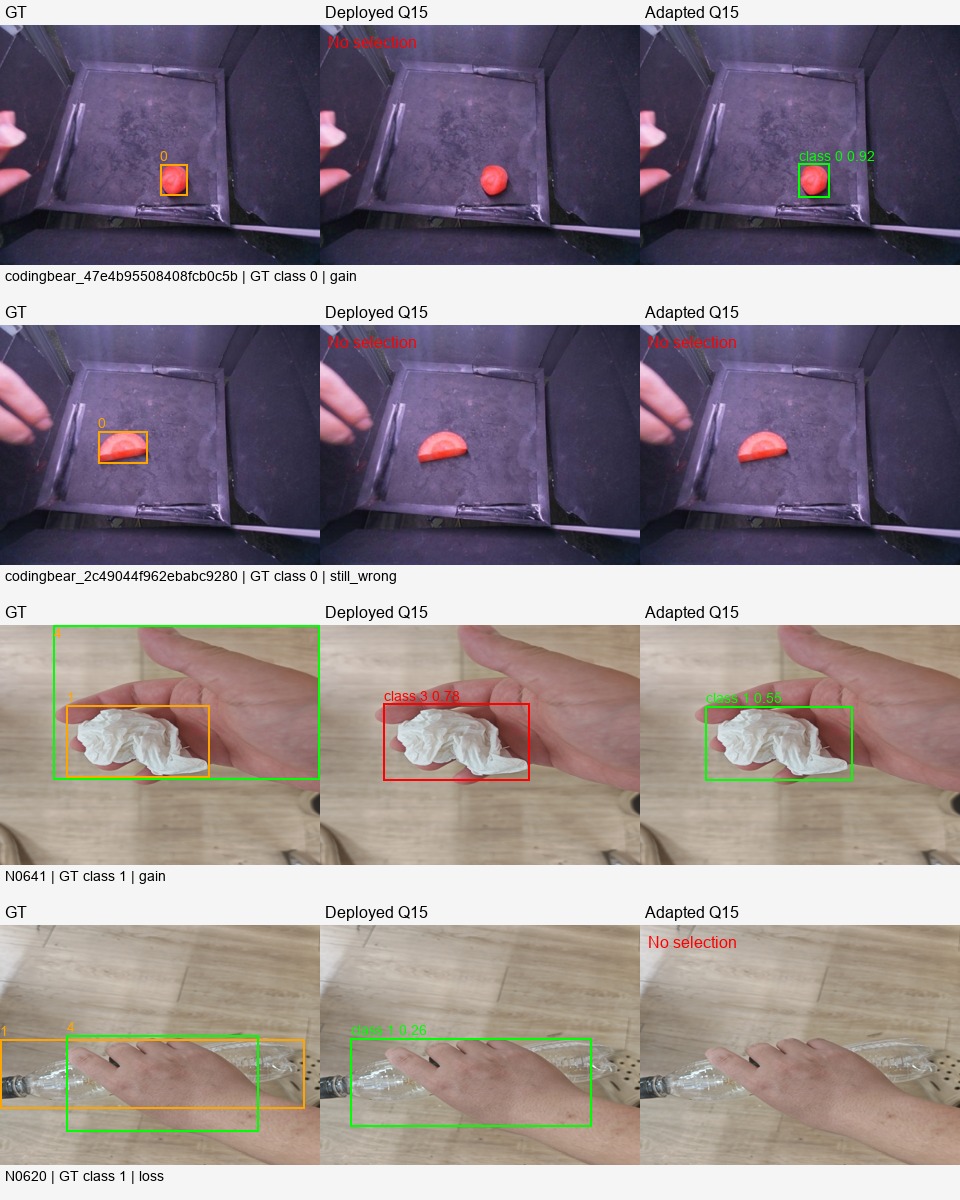 GT Deployed Q15 Adapted Q15
No selection
0
class 0 0.92
codingbear_47e4b95508408fcb0c5b | GT class 0 | gain
GT Deployed Q15 Adapted Q15
No selection No selection
0
codingbear_2c49044f962ebabc9280 | GT class 0 | still_wrong
GT Deployed Q15 Adapted Q15
4
1 class 3 0.78 class 1 0.55
N0641 | GT class 1 | gain
GT Deployed Q15 Adapted Q15
No selection
1 4 class 1 0.26
N0620 | GT class 1 | loss